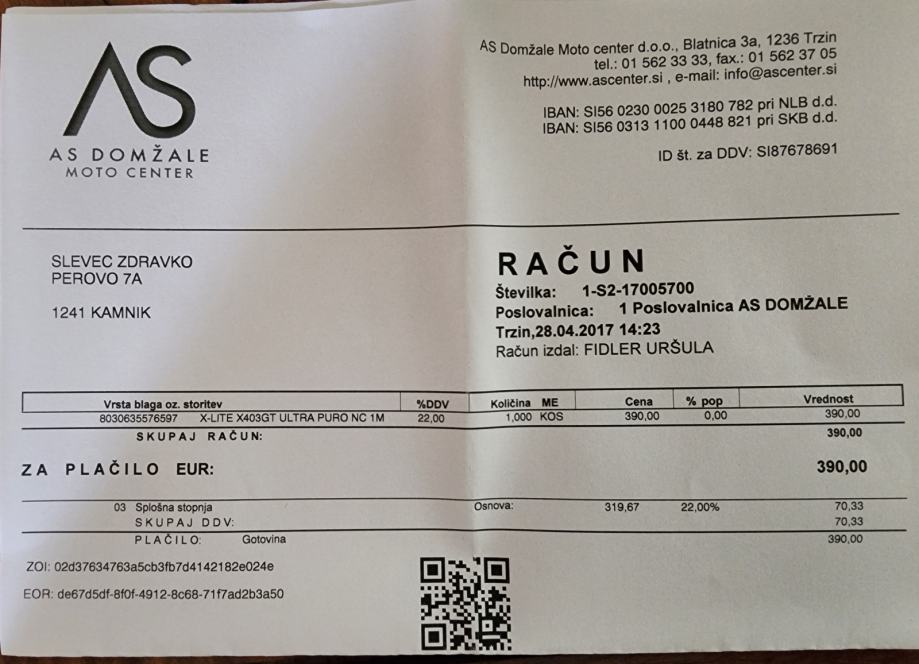 AS
AS DOMŽALE
MOTO CENTER
AS Domžale Moto center d.o.o., Blatnica 3a, 1236 Trzin
tel.: 01 562 33 33, fax.: 01 562 37 05
http://www.ascenter.si , e-mail: info@ascenter.si
IBAN: SI56 0230 0025 3180 782 pri NLB d.d.
IBAN: SI56 0313 1100 0448 821 pri SKB d.d.
ID št. za DDV: SI87678691
SLEVEC ZDRAVKO
PEROVO 7A
1241 KAMNIK
RAČUN
Številka: 1-S2-17005700
Poslovalnica: 1 Poslovalnica AS DOMŽALE
Trzin,28.04.2017 14:23
Račun izdal: FIDLER URŠULA
Vrsta blaga oz. storitev %DDV Količina ME Cena % pop Vrednost
8030635576597 X-LITE X403GT ULTRA PURO NC 1M 22,00 1,000 KOS 390,00 0,00 390,00
SKUPAJ RAČUN: 390,00
ZA PLAČILO EUR: 390,00
03 Splošna stopnja Osnova: 319,67 22,00% 70,33
SKUPAJ DDV: 70,33
PLAČILO: Gotovina 390,00
ZOI: 02d37634763a5cb3fb7d4142182e024e
EOR: de67d5df-8f0f-4912-8c68-71f7ad2b3a50